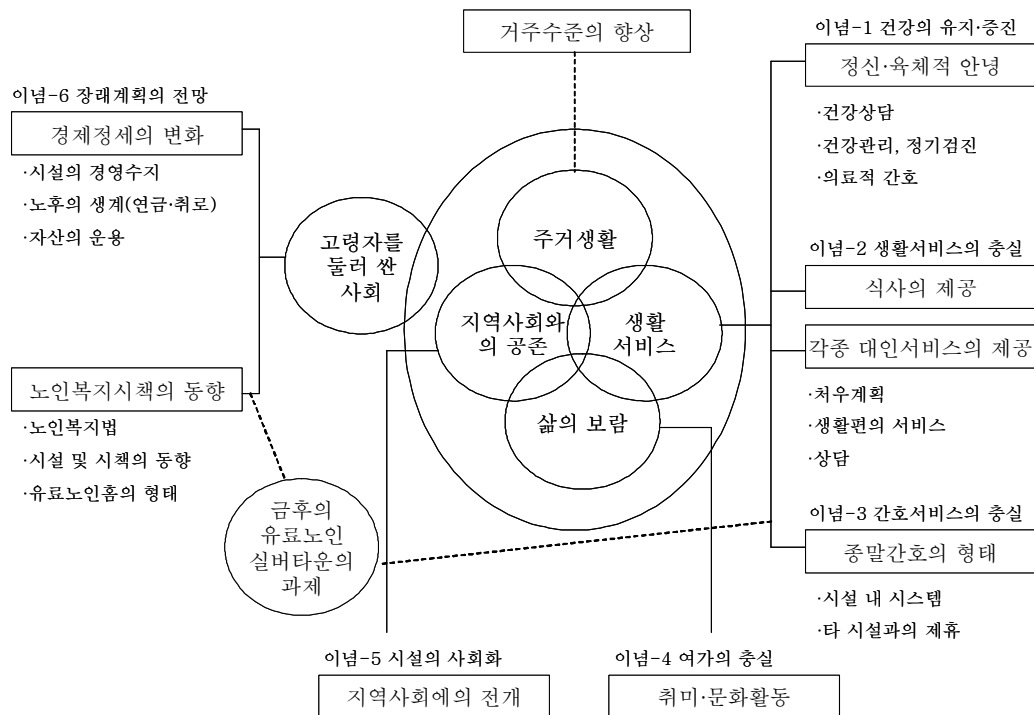 거주수준의 향상
이념-1 건강의 유지·증진
정신·육체적 안녕
·건강상담
·건강관리, 정기검진
·의료적 간호
이념-6 장래계획의 전망
경제정세의 변화
·시설의 경영수지
·노후의 생계(연금·취로)
·자산의 운용
고령자를
둘러 싼
사회
주거생활
지역사회와
의 공존
생활
서비스
삶의 보람
이념-2 생활서비스의 충실
식사의 제공
각종 대인서비스의 제공
·처우계획
·생활편의 서비스
·상담
노인복지시책의 동향
·노인복지법
·시설 및 시책의 동향
·유료노인홈의 형태
금후의
유료노인
실버타운의
과제
이념-3 간호서비스의 충실
종말간호의 형태
·시설 내 시스템
·타 시설과의 제휴
이념-5 시설의 사회화
지역사회에의 전개
이념-4 여가의 충실
취미·문화활동